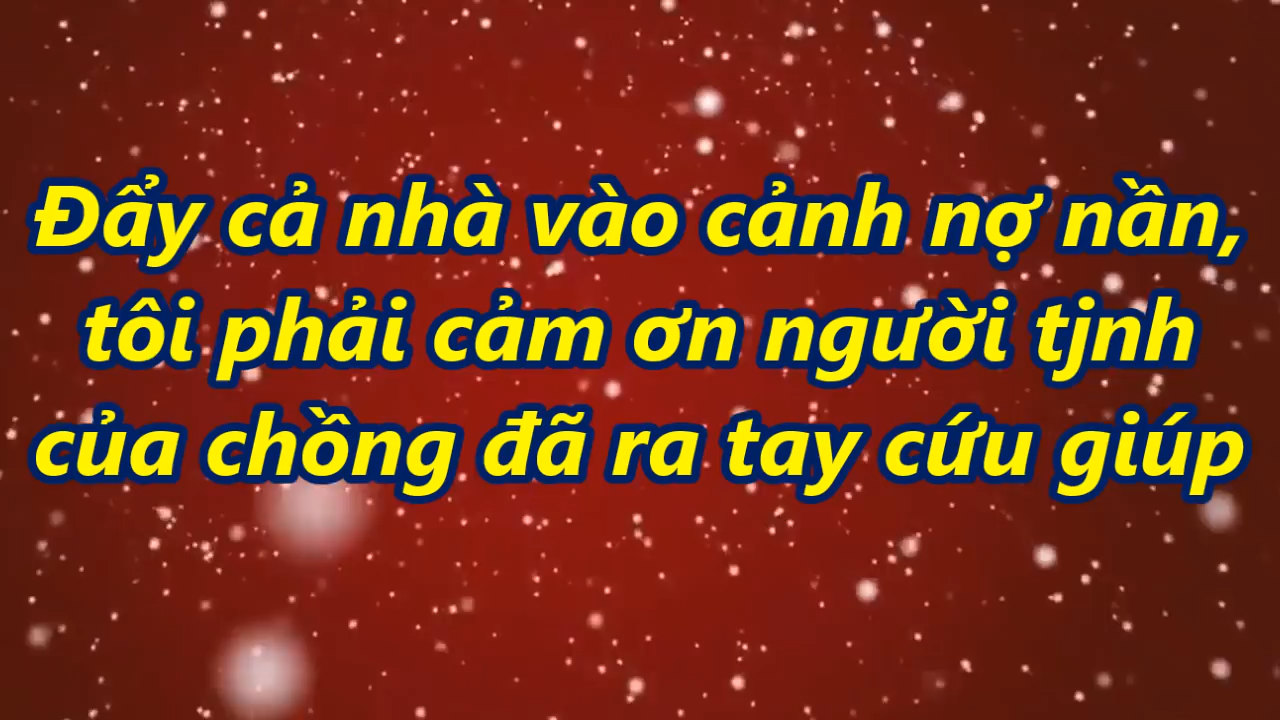 Đẩy cả nhà vào cảnh nợ nần,
tôi phải cảm ơn người tjnh
của chồng đã ra tay cứu giúp